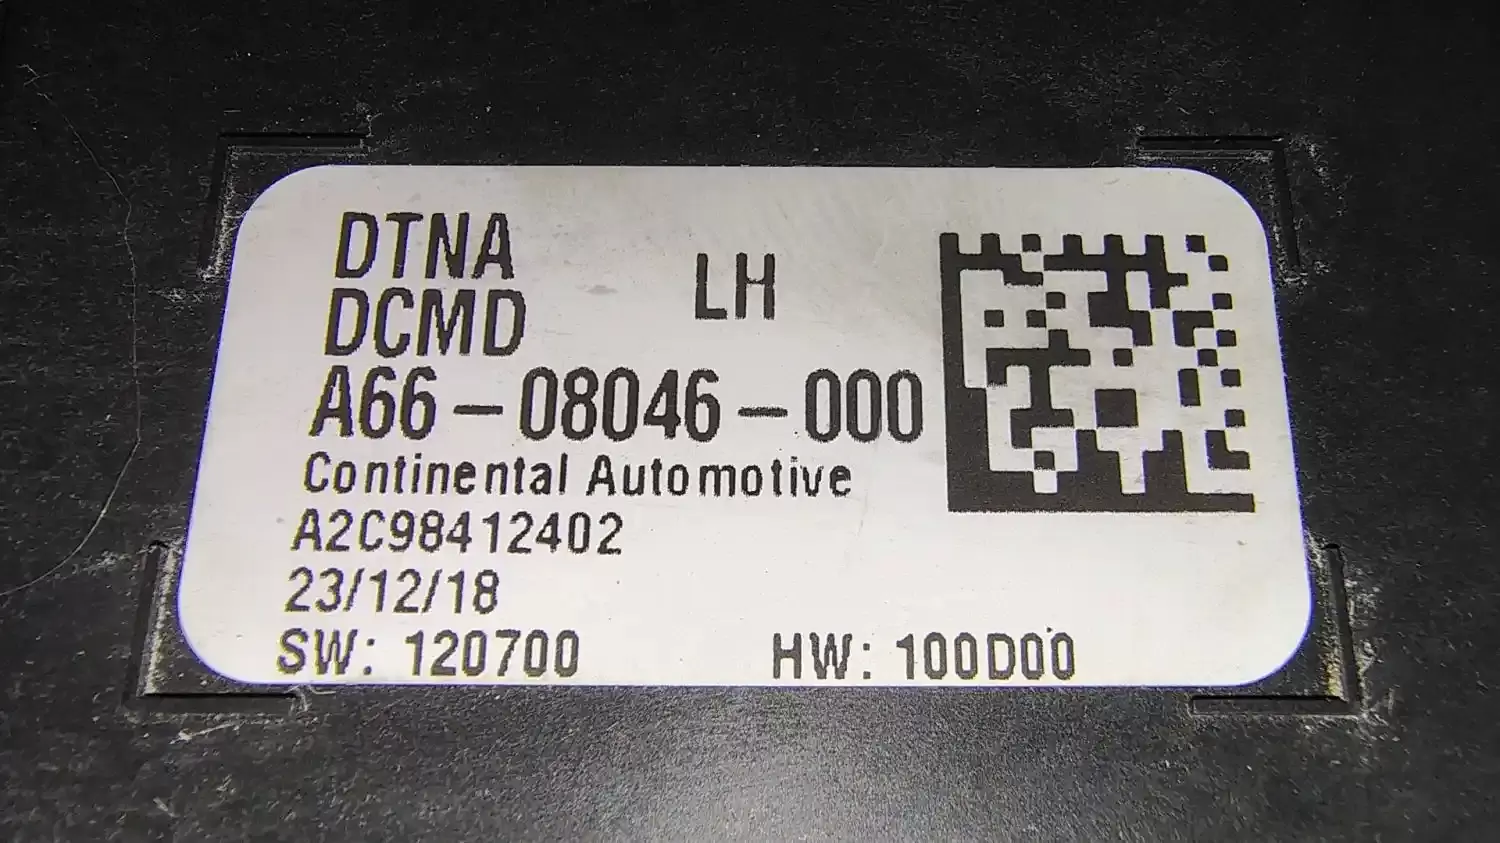 DTNA
LH
DCMD
A66-08046-000
Continental Automotive
A2C98412402
23/12/18
SW: 120700 HW: 100D00